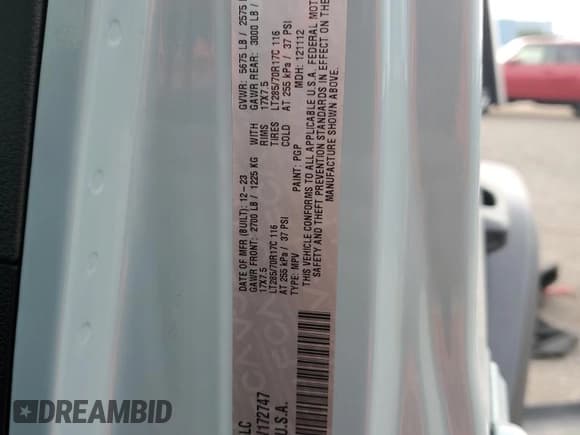 LC
172747
U.S.A.
DATE OF MFR (BUILT): 12-23 GVWR: 5675 LB / 2575
GAWR FRONT: 2700 LB / 1225 KG WITH GAWR REAR: 3000 LB /
17X7.5 RIMS 17X7.5
LT285/70R17C 116 TIRES LT285/70R17C 116
AT 255 kPa / 37 PSI COLD AT 255 kPa / 37 PSI
TYPE: MPV PAINT: PGP MDH: 121112
THIS VEHICLE CONFORMS TO ALL APPLICABLE U.S.A. FEDERAL MOT
SAFETY AND THEFT PREVENTION STANDARDS IN EFFECT ON THE
MANUFACTURE SHOWN ABOVE.
DREAMBID